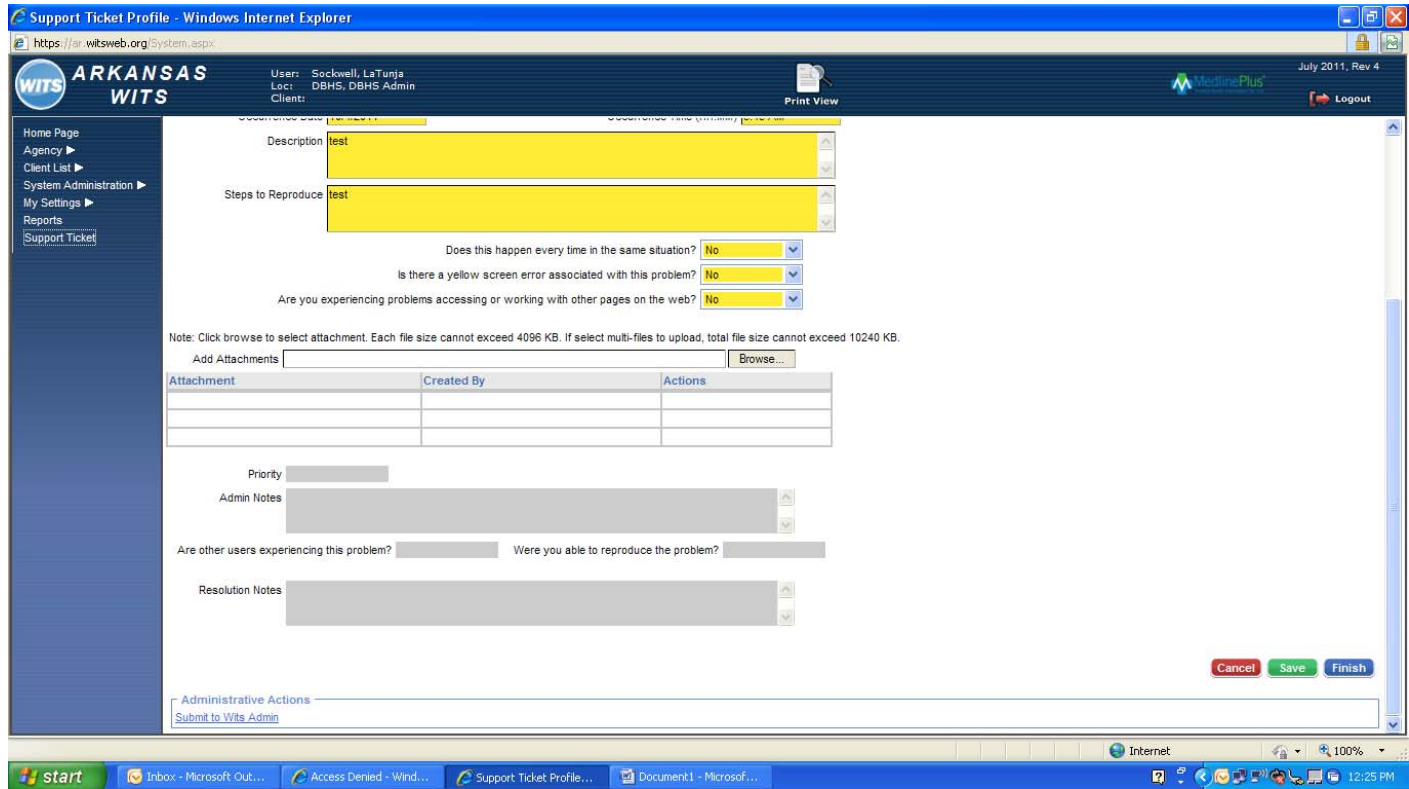 Support Ticket Profile - Windows Internet Explorer
https://ar.witsweb.org/System.aspx
WITS ARKANSAS WITS
User: Sockwell, LaTunja
Loc: DBHS, DBHS Admin
Client:
Print View
MedlinePlus
July 2011, Rev 4
Logout
Home Page
Agency
Client List
System Administration
My Settings
Reports
Support Ticket
Description test
Steps to Reproduce test
Does this happen every time in the same situation? No
Is there a yellow screen error associated with this problem? No
Are you experiencing problems accessing or working with other pages on the web? No
Note: Click browse to select attachment. Each file size cannot exceed 4096 KB. If select multi-files to upload, total file size cannot exceed 10240 KB.
Add Attachments Browse...
Attachment Created By Actions
Priority
Admin Notes
Are other users experiencing this problem? Were you able to reproduce the problem?
Resolution Notes
Cancel Save Finish
Administrative Actions
Submit to Wits Admin
Internet 100%
start Inbox - Microsoft Out... Access Denied - Wind... Support Ticket Profile... Document1 - Microsof... 12:25 PM